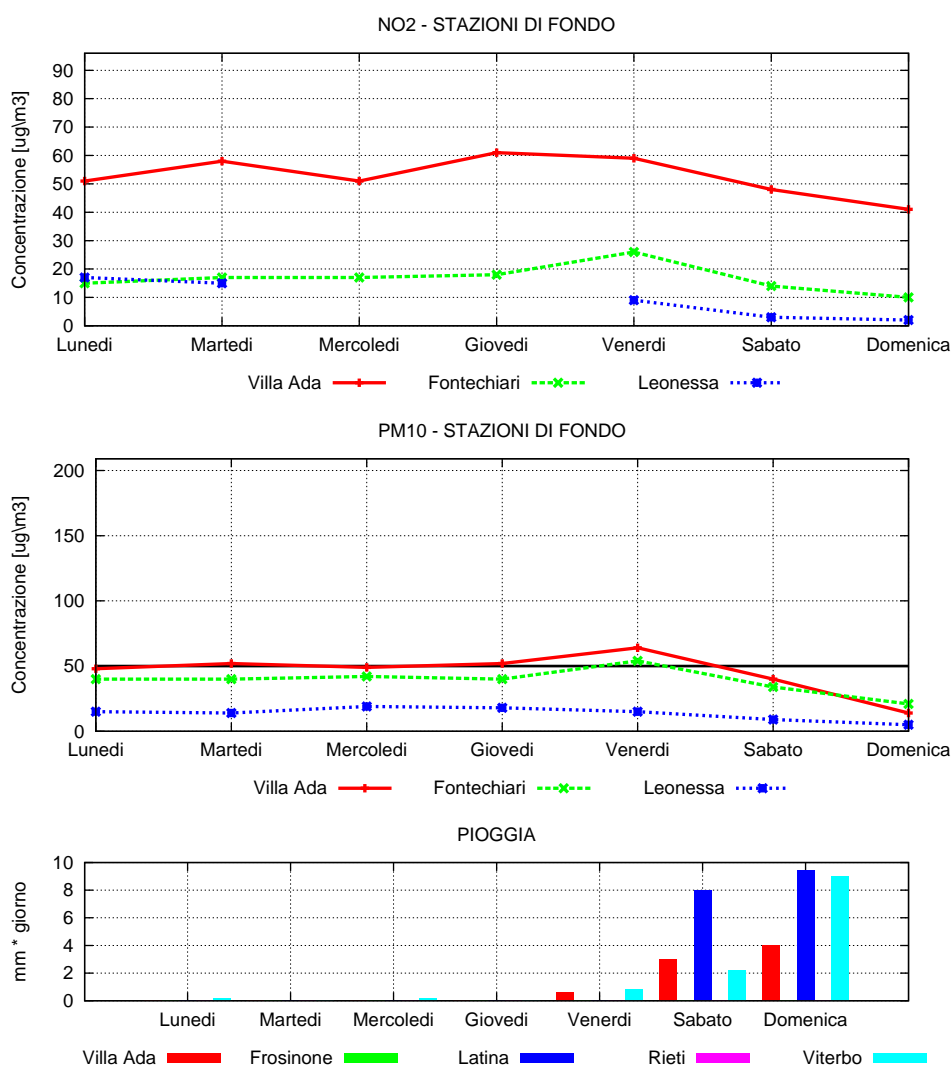 NO2 - STAZIONI DI FONDO
Concentrazione [ug\m3]
90
80
70
60
50
40
30
20
10
0
Lunedi Martedi Mercoledi Giovedi Venerdi Sabato Domenica
Villa Ada Fontechiari Leonessa
PM10 - STAZIONI DI FONDO
Concentrazione [ug\m3]
200
150
100
50
0
Lunedi Martedi Mercoledi Giovedi Venerdi Sabato Domenica
Villa Ada Fontechiari Leonessa
PIOGGIA
mm * giorno
10
8
6
4
2
0
Lunedi Martedi Mercoledi Giovedi Venerdi Sabato Domenica
Villa Ada Frosinone Latina Rieti Viterbo